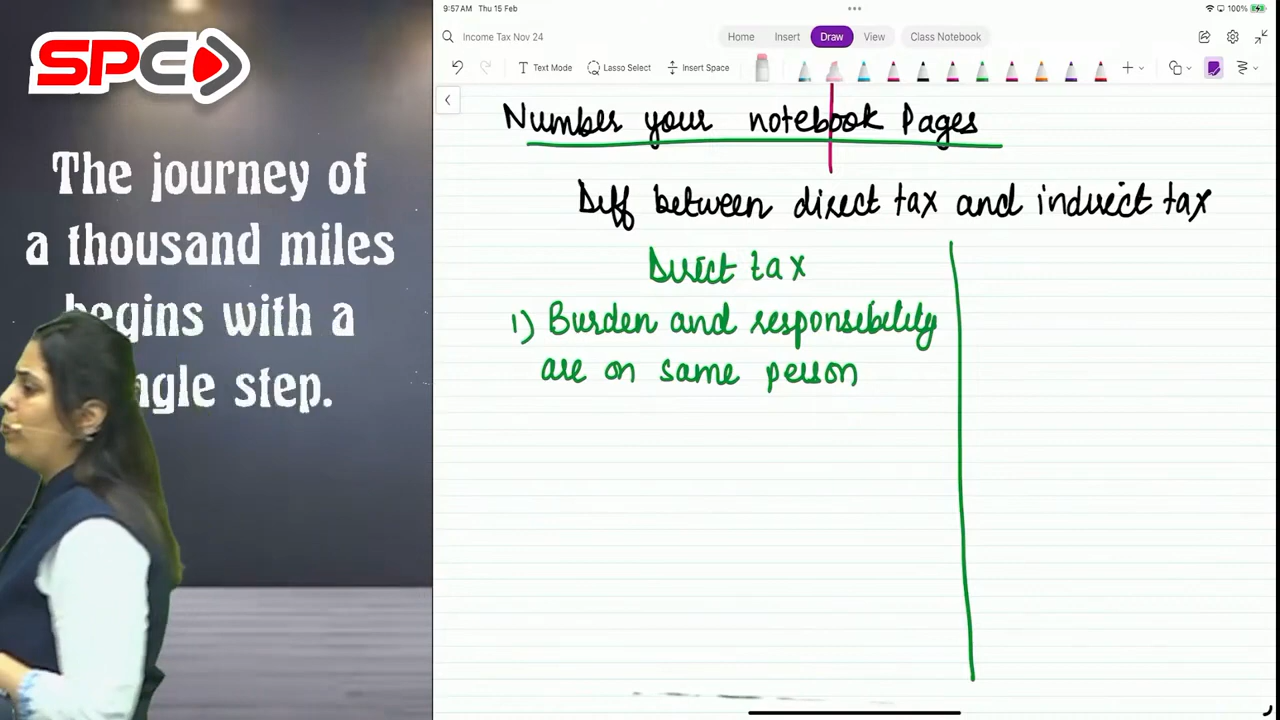 9:57 AM Thu 15 Feb
100%
Income Tax Nov 24
Home Insert Draw View Class Notebook
Text Mode Lasso Select Insert Space
SPE
The journey of
a thousand miles
begins with a
ngle step.
Number your notebook Pages
Diff between direct tax and indirect tax
Direct tax
1) Burden and responsibility
are on same person